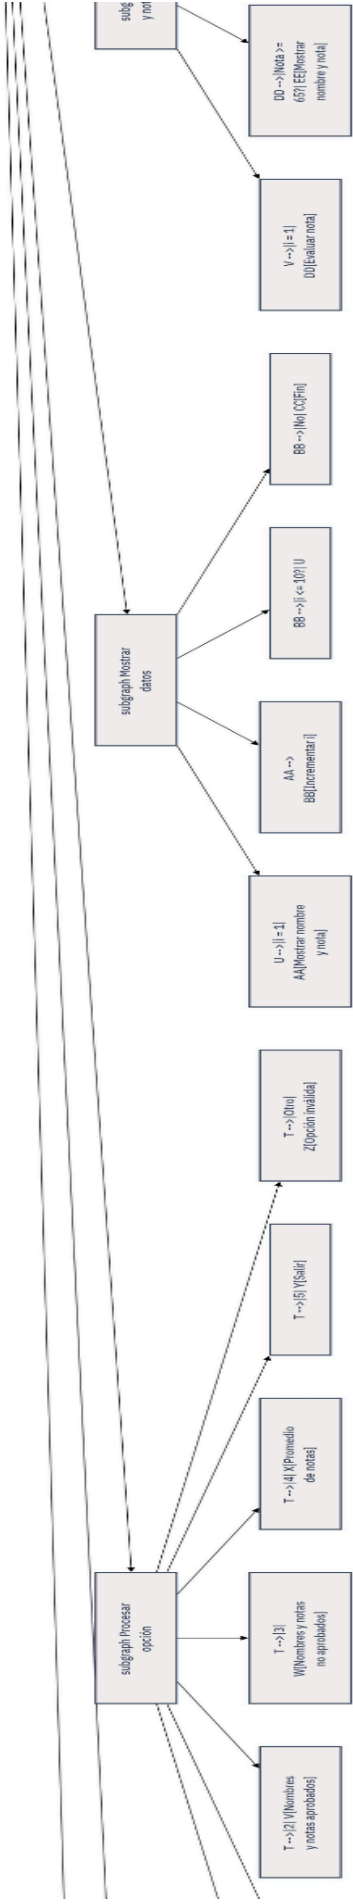 subg
y not
DD -->|Nota >=
65?| EE[Mostrar
nombre y nota]
V -->|i = 1|
DD[Evaluar nota]
BB -->|No| CC[Fin]
BB -->|i <= 10?| U
subgraph Mostrar
datos
AA -->
BB[Incrementar i]
U -->|i = 1|
AA[Mostrar nombre
y nota]
T -->|Otro|
Z[Opción inválida]
T -->|5| Y[Salir]
T -->|4| X[Promedio
de notas]
subgraph Procesar
opción
T -->|3|
W[Nombres y notas
no aprobados]
T -->|2| V[Nombres
y notas aprobados]